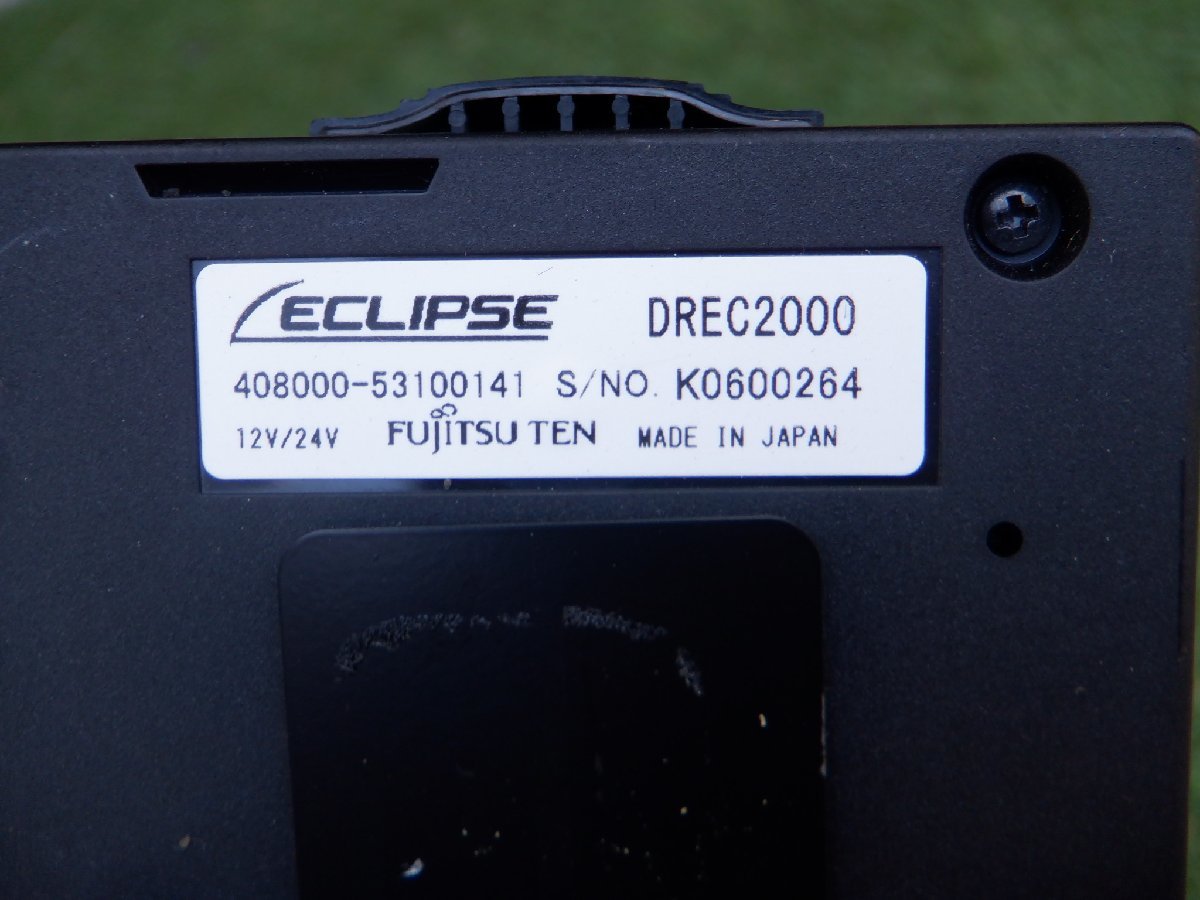 ECLIPSE DREC2000
408000-53100141 S/NO. K0600264
12V/24V FUJITSU TEN MADE IN JAPAN